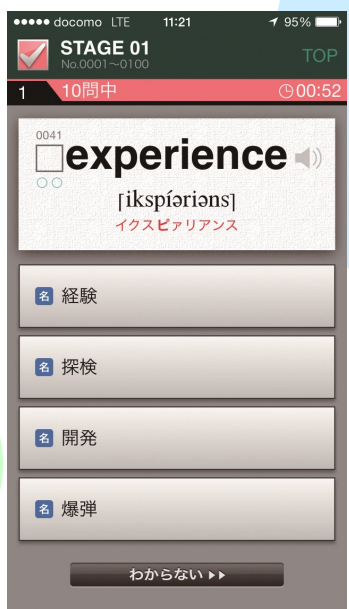 docomo LTE 11:21 95%
STAGE 01 TOP
No.0001~0100
1 10問中 00:52
0041
experience
[ikspíəriəns]
イクスピァリアンス
名 経験
名 探検
名 開発
名 爆弾
わからない